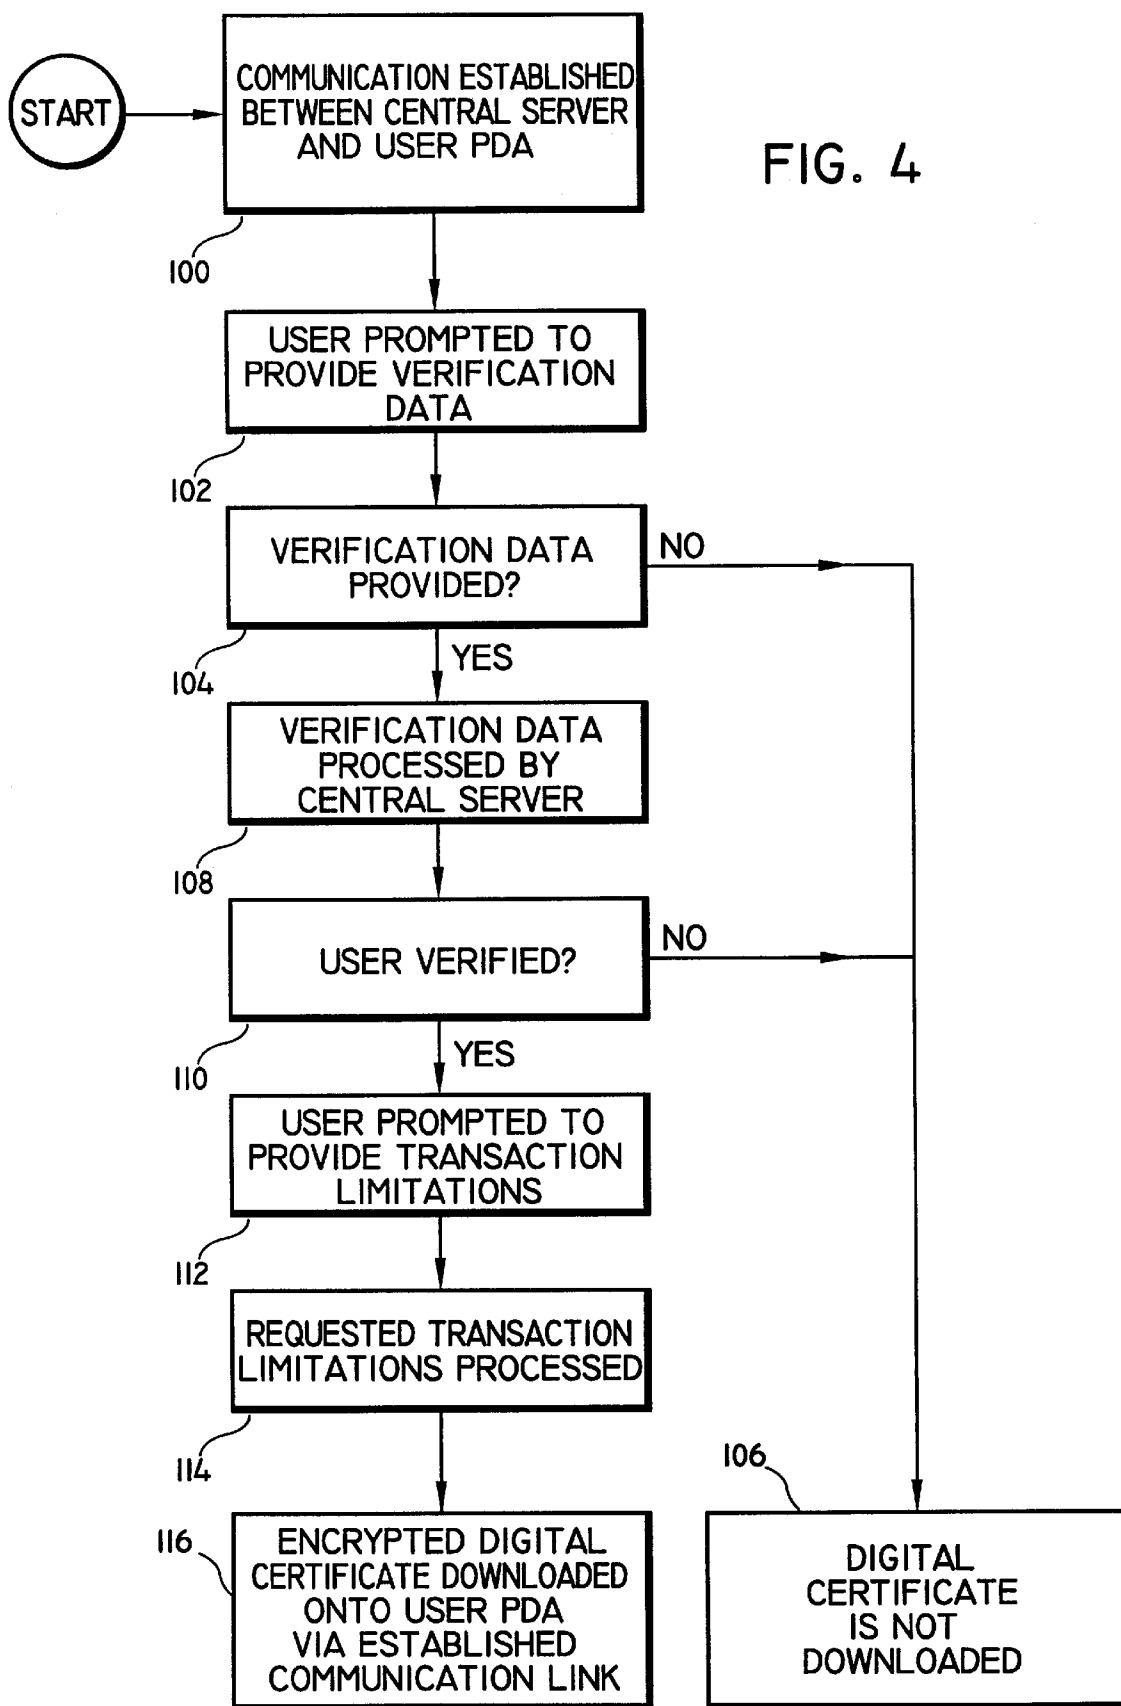 START
COMMUNICATION ESTABLISHED
BETWEEN CENTRAL SERVER
AND USER PDA
FIG. 4
100
USER PROMPTED TO
PROVIDE VERIFICATION
DATA
102
VERIFICATION DATA
PROVIDED?
NO
104
YES
VERIFICATION DATA
PROCESSED BY
CENTRAL SERVER
108
USER VERIFIED?
NO
110
YES
USER PROMPTED TO
PROVIDE TRANSACTION
LIMITATIONS
112
REQUESTED TRANSACTION
LIMITATIONS PROCESSED
114
116
ENCRYPTED DIGITAL
CERTIFICATE DOWNLOADED
ONTO USER PDA
VIA ESTABLISHED
COMMUNICATION LINK
106
DIGITAL
CERTIFICATE
IS NOT
DOWNLOADED